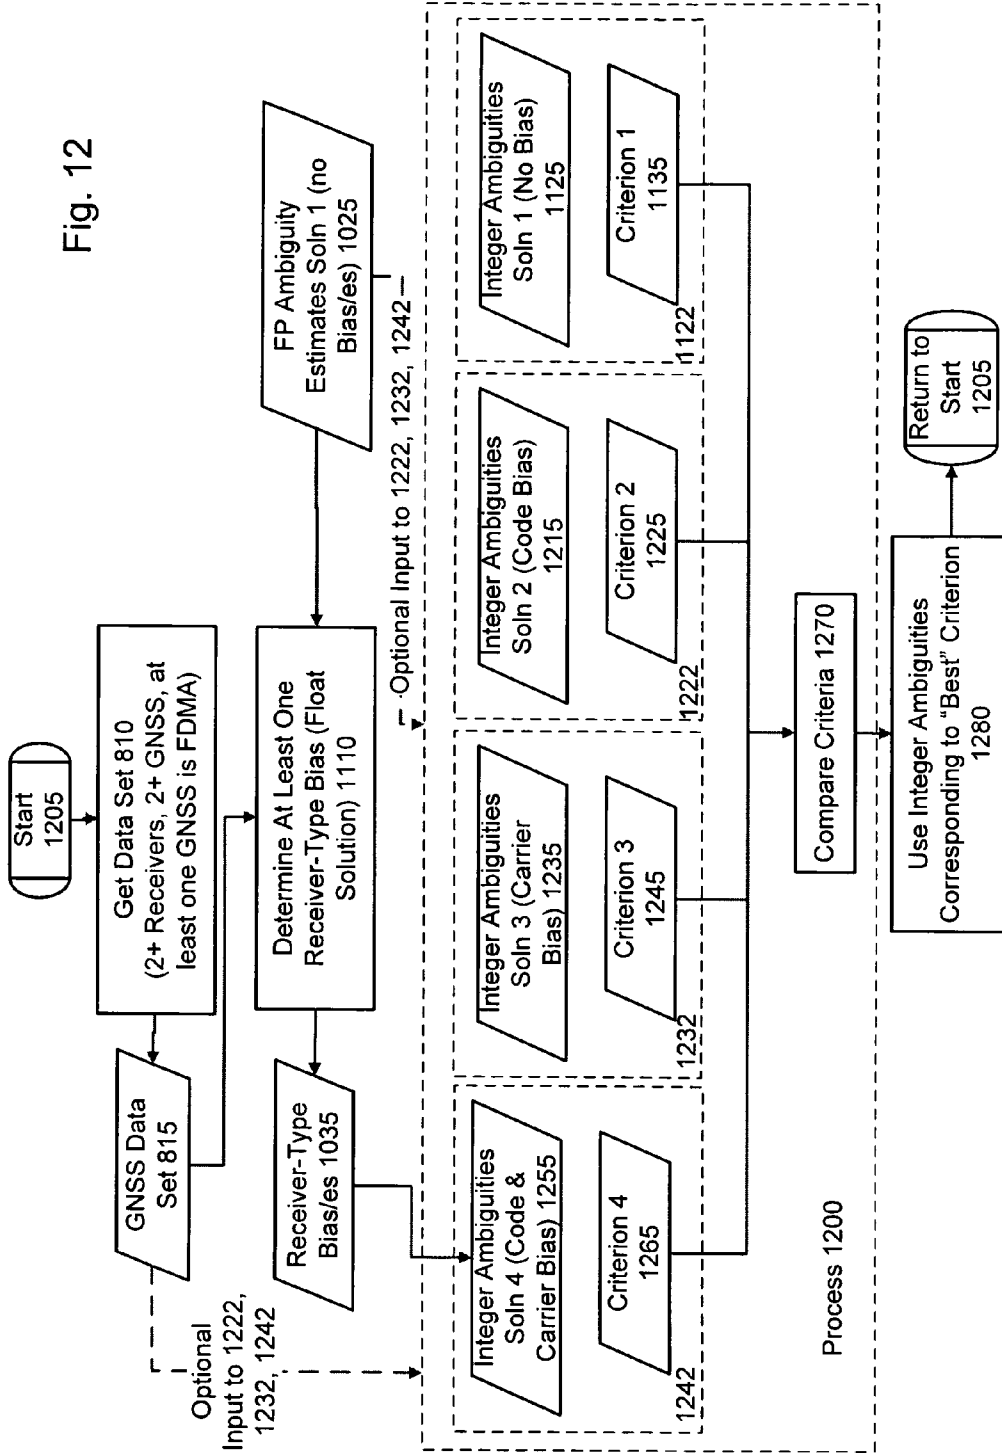 Fig. 12
Start
1205
Get Data Set 810
(2+ Receivers, 2+ GNSS, at
least one GNSS is FDMA)
GNSS Data
Set 815
Optional
Input to 1222,
1232, 1242
FP Ambiguity
Estimates Soln 1 (no
Bias/es) 1025
Determine At Least One
Receiver-Type Bias (Float
Solution) 1110
Receiver-Type
Bias/es 1035
Optional Input to 1222, 1232, 1242
Integer Ambiguities
Soln 4 (Code &
Carrier Bias) 1255
Criterion 4
1265
1242
Integer Ambiguities
Soln 3 (Carrier
Bias) 1235
Criterion 3
1245
1232
Integer Ambiguities
Soln 2 (Code Bias)
1215
Criterion 2
1225
1222
Integer Ambiguities
Soln 1 (No Bias)
1125
Criterion 1
1135
1122
Process 1200
Compare Criteria 1270
Use Integer Ambiguities
Corresponding to “Best” Criterion
1280
Return to
Start
1205